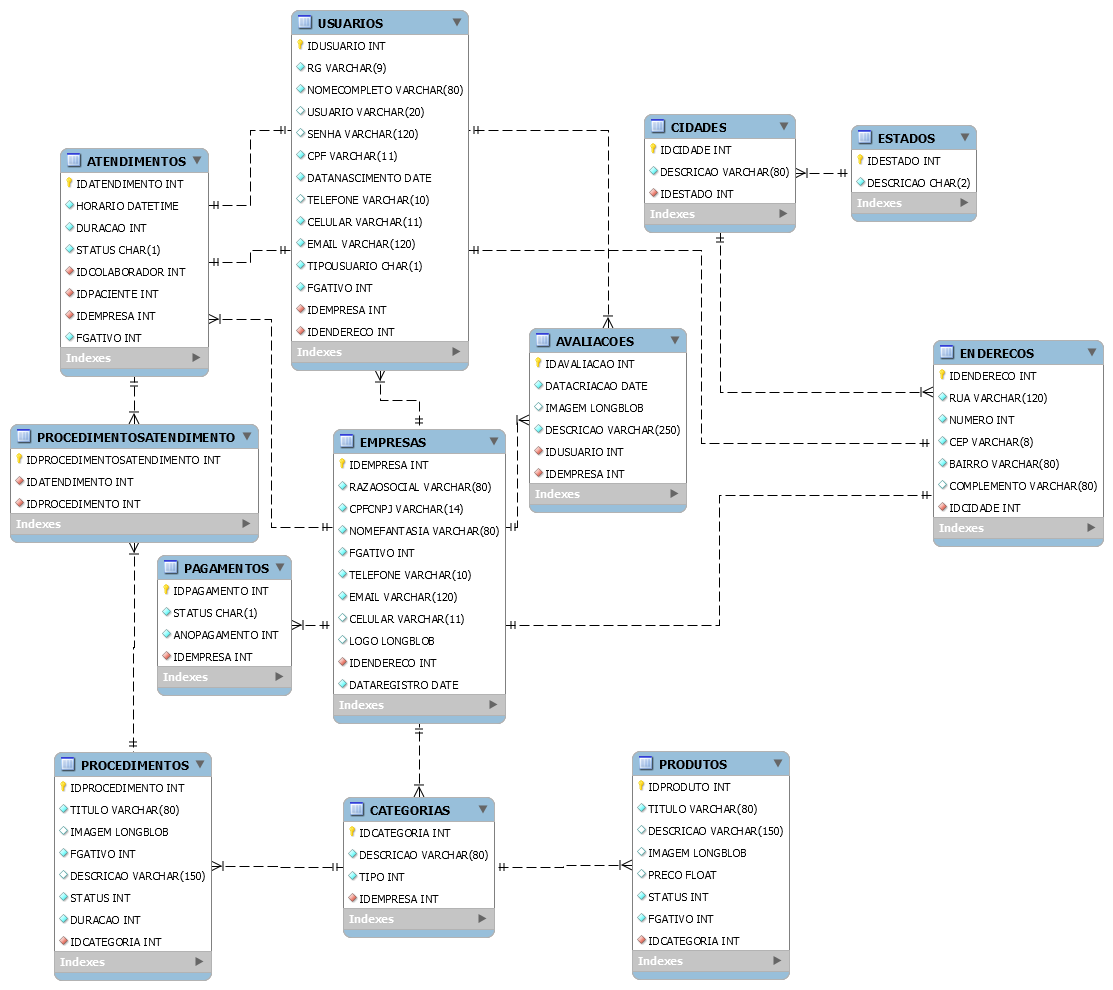 USUARIOS
IDUSUARIO INT
RG VARCHAR(9)
NOMECOMPLETO VARCHAR(80)
USUARIO VARCHAR(20)
SENHA VARCHAR(120)
CPF VARCHAR(11)
DATANASCIMENTO DATE
TELEFONE VARCHAR(10)
CELULAR VARCHAR(11)
EMAIL VARCHAR(120)
TIPOUSUARIO CHAR(1)
FGATIVO INT
IDEMPRESA INT
IDENDERECO INT
Indexes
CIDADES
IDCIDADE INT
DESCRICAO VARCHAR(80)
IDESTADO INT
Indexes
ESTADOS
IDESTADO INT
DESCRICAO CHAR(2)
Indexes
ATENDIMENTOS
IDATENDIMENTO INT
HORARIO DATETIME
DURACAO INT
STATUS CHAR(1)
IDCOLABORADOR INT
IDPACIENTE INT
IDEMPRESA INT
FGATIVO INT
Indexes
AVALIACOES
IDAVALIACAO INT
DATACRIACAO DATE
IMAGEM LONGBLOB
DESCRICAO VARCHAR(250)
IDUSUARIO INT
IDEMPRESA INT
Indexes
ENDERECOS
IDENDERECO INT
RUA VARCHAR(120)
NUMERO INT
CEP VARCHAR(8)
BAIRRO VARCHAR(80)
COMPLEMENTO VARCHAR(80)
IDCIDADE INT
Indexes
PROCEDIMENTOSATENDIMENTO
IDPROCEDIMENTOSATENDIMENTO INT
IDATENDIMENTO INT
IDPROCEDIMENTO INT
Indexes
EMPRESAS
IDEMPRESA INT
RAZAOSOCIAL VARCHAR(80)
CPFCNPJ VARCHAR(14)
NOMEFANTASIA VARCHAR(80)
FGATIVO INT
TELEFONE VARCHAR(10)
EMAIL VARCHAR(120)
CELULAR VARCHAR(11)
LOGO LONGBLOB
IDENDERECO INT
DATAREGISTRO DATE
Indexes
PAGAMENTOS
IDPAGAMENTO INT
STATUS CHAR(1)
ANOPAGAMENTO INT
IDEMPRESA INT
Indexes
PROCEDIMENTOS
IDPROCEDIMENTO INT
TITULO VARCHAR(80)
IMAGEM LONGBLOB
FGATIVO INT
DESCRICAO VARCHAR(150)
STATUS INT
DURACAO INT
IDCATEGORIA INT
Indexes
CATEGORIAS
IDCATEGORIA INT
DESCRICAO VARCHAR(80)
TIPO INT
IDEMPRESA INT
Indexes
PRODUTOS
IDPRODUTO INT
TITULO VARCHAR(80)
DESCRICAO VARCHAR(150)
IMAGEM LONGBLOB
PRECO FLOAT
STATUS INT
FGATIVO INT
IDCATEGORIA INT
Indexes